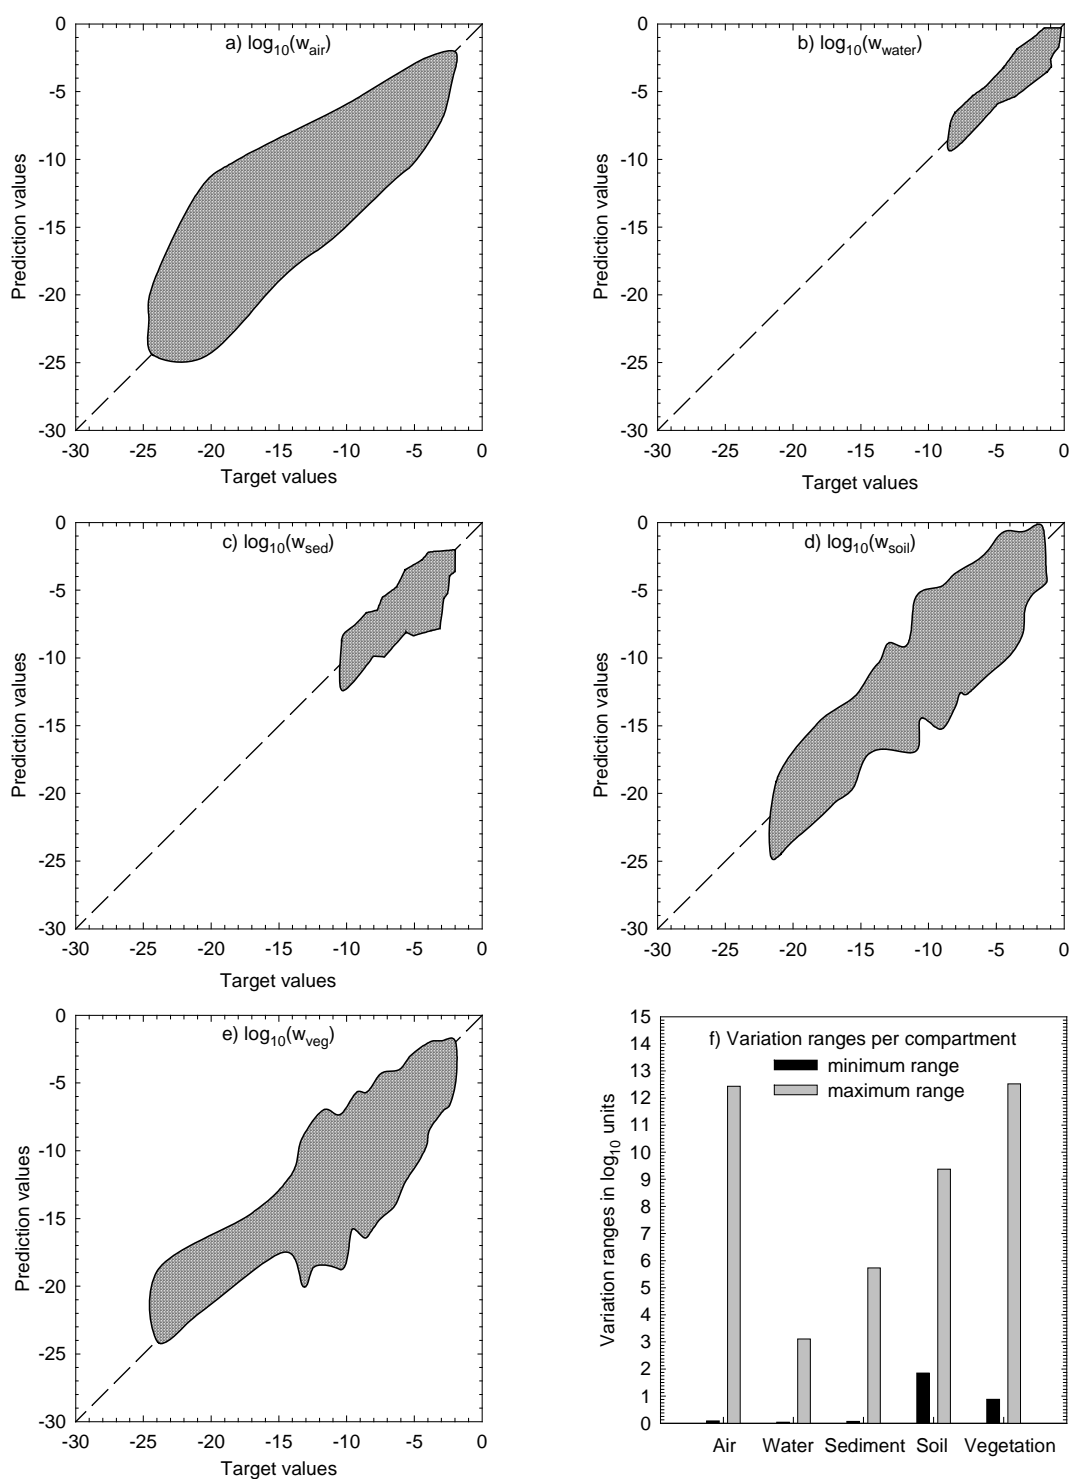 a) log10(wair)
0
-5
-10
-15
-20
-25
-30
Prediction values
-30 -25 -20 -15 -10 -5 0
Target values
b) log10(wwater)
0
-5
-10
-15
-20
-25
-30
Prediction values
-30 -25 -20 -15 -10 -5 0
Target values
c) log10(wsed)
0
-5
-10
-15
-20
-25
-30
Prediction values
-30 -25 -20 -15 -10 -5 0
Target values
d) log10(wsoil)
0
-5
-10
-15
-20
-25
-30
Prediction values
-30 -25 -20 -15 -10 -5 0
Target values
e) log10(wveg)
0
-5
-10
-15
-20
-25
-30
Prediction values
-30 -25 -20 -15 -10 -5 0
Target values
f) Variation ranges per compartment
minimum range
maximum range
15
14
13
12
11
10
9
8
7
6
5
4
3
2
1
0
Variation ranges in log10 units
Air Water Sediment Soil Vegetation